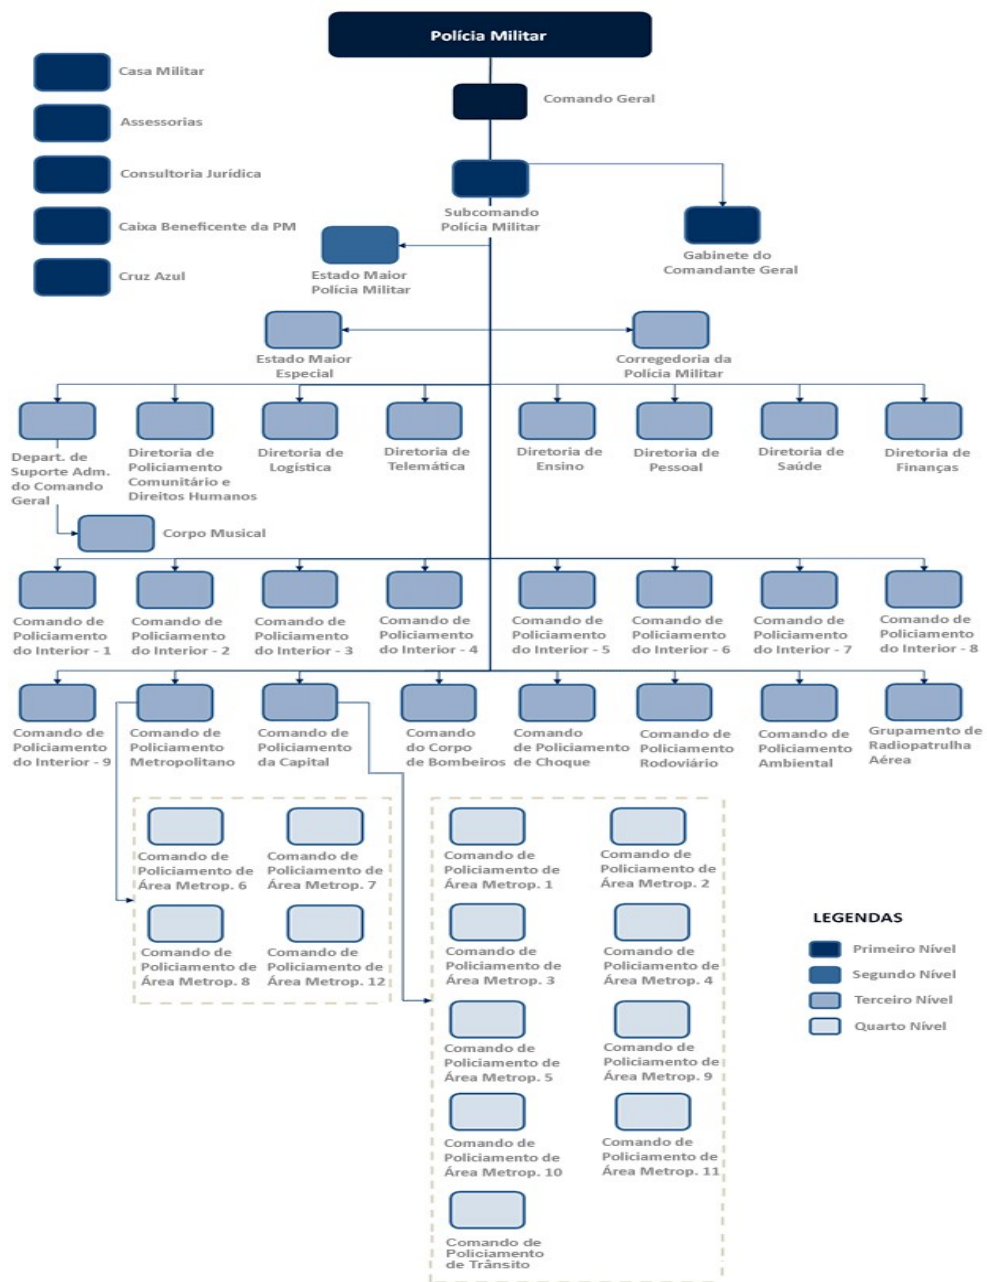 Polícia Militar
Casa Militar
Comando Geral
Assessorias
Consultoria Jurídica
Subcomando
Polícia Militar
Caixa Beneficente da PM
Gabinete do
Comandante Geral
Cruz Azul
Estado Maior
Polícia Militar
Estado Maior
Especial
Corregedoria da
Polícia Militar
Depart. de
Suporte Adm.
do Comando
Geral
Diretoria de
Policiamento
Comunitário e
Direitos Humanos
Diretoria de
Logística
Diretoria de
Telemática
Diretoria de
Ensino
Diretoria de
Pessoal
Diretoria de
Saúde
Diretoria de
Finanças
Corpo Musical
Comando de
Policiamento
do Interior - 1
Comando de
Policiamento
do Interior - 2
Comando de
Policiamento
do Interior - 3
Comando de
Policiamento
do Interior - 4
Comando de
Policiamento
do Interior - 5
Comando de
Policiamento
do Interior - 6
Comando de
Policiamento
do Interior - 7
Comando de
Policiamento
do Interior - 8
Comando de
Policiamento
do Interior - 9
Comando de
Policiamento
Metropolitano
Comando de
Policiamento
da Capital
Comando
do Corpo
de Bombeiros
Comando
de Policiamento
de Choque
Comando de
Policiamento
Rodoviário
Comando de
Policiamento
Ambiental
Grupamento de
Radiopatrulha
Aérea
Comando de
Policiamento de
Área Metrop. 6
Comando de
Policiamento de
Área Metrop. 7
Comando de
Policiamento de
Área Metrop. 8
Comando de
Policiamento de
Área Metrop. 12
Comando de
Policiamento de
Área Metrop. 1
Comando de
Policiamento de
Área Metrop. 2
Comando de
Policiamento de
Área Metrop. 3
Comando de
Policiamento de
Área Metrop. 4
Comando de
Policiamento de
Área Metrop. 5
Comando de
Policiamento de
Área Metrop. 9
Comando de
Policiamento de
Área Metrop. 10
Comando de
Policiamento de
Área Metrop. 11
Comando de
Policiamento
de Trânsito
LEGENDAS
Primeiro Nível
Segundo Nível
Terceiro Nível
Quarto Nível